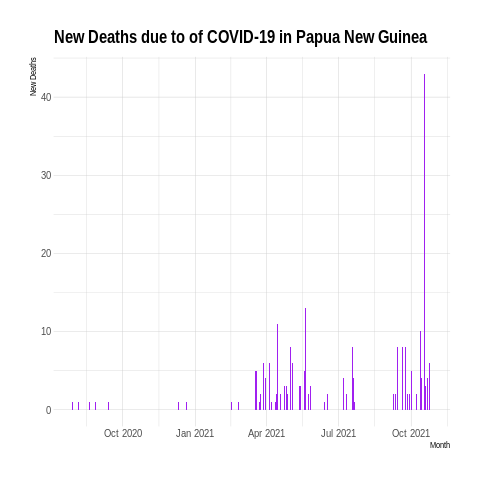 New Deaths due to of COVID-19 in Papua New Guinea
New Deaths
40
30
20
10
0
Oct 2020
Jan 2021
Apr 2021
Jul 2021
Oct 2021
Month